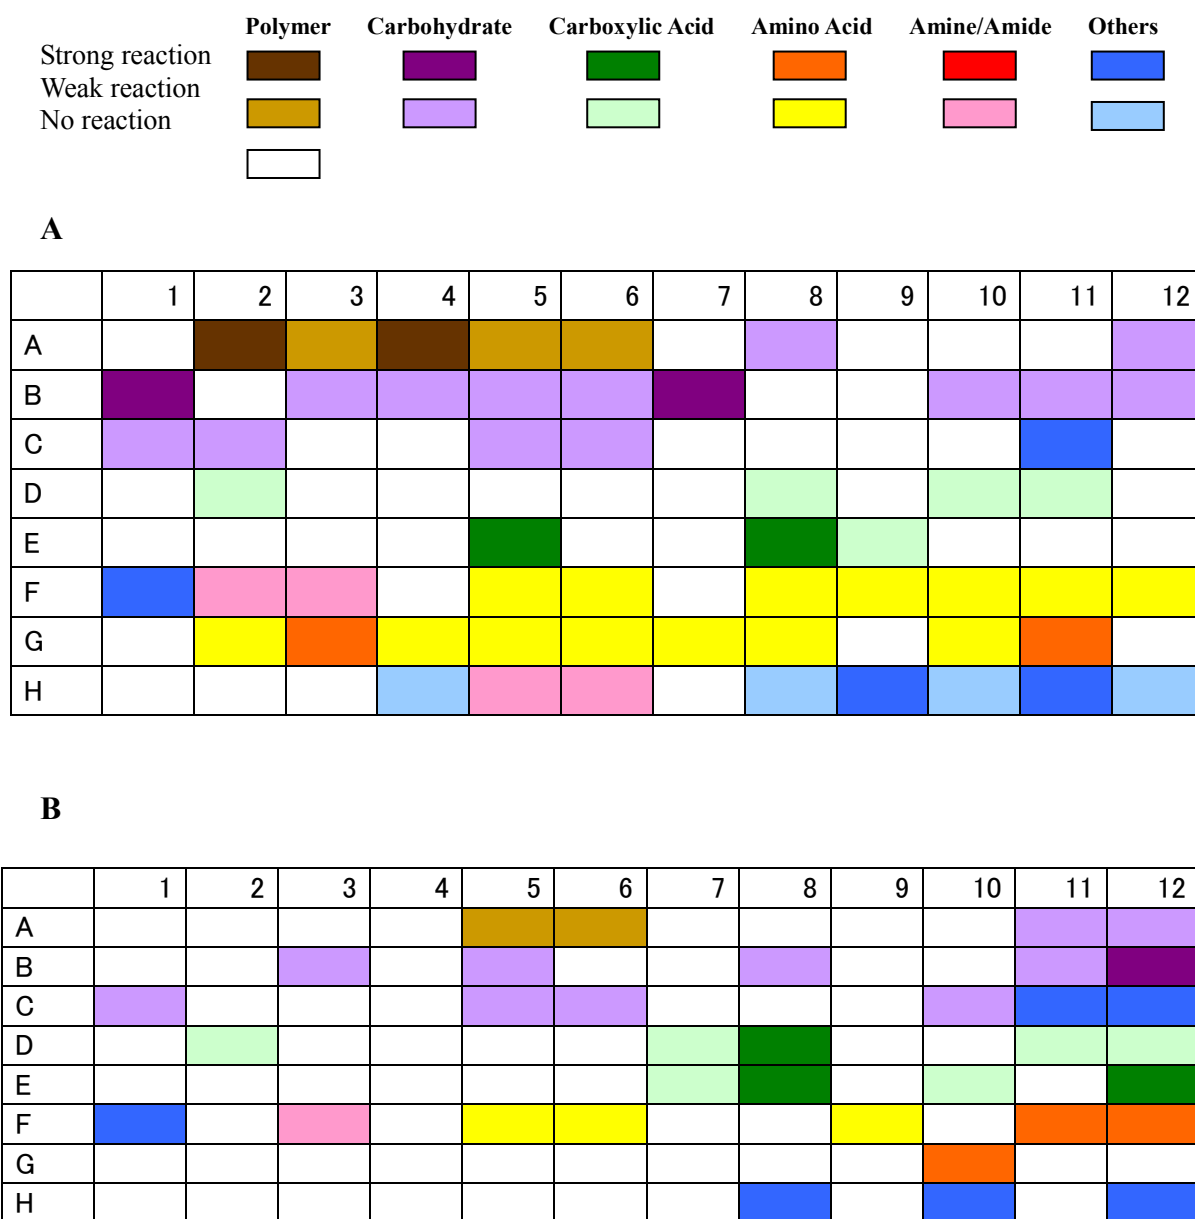 Polymer Carbohydrate Carboxylic Acid Amino Acid Amine/Amide Others
Strong reaction
Weak reaction
No reaction
A
1 2 3 4 5 6 7 8 9 10 11 12
A
B
C
D
E
F
G
H
B
1 2 3 4 5 6 7 8 9 10 11 12
A
B
C
D
E
F
G
H